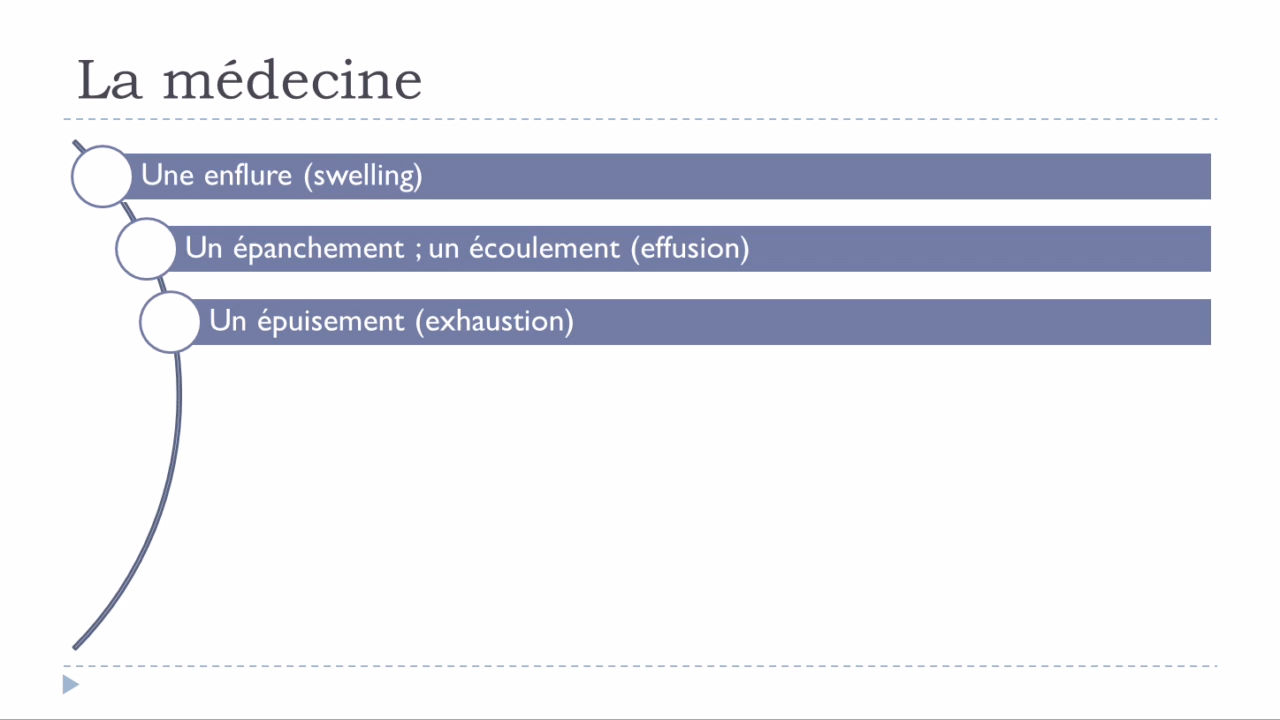 La médecine
Une enflure (swelling)
Un épanchement ; un écoulement (effusion)
Un épuisement (exhaustion)